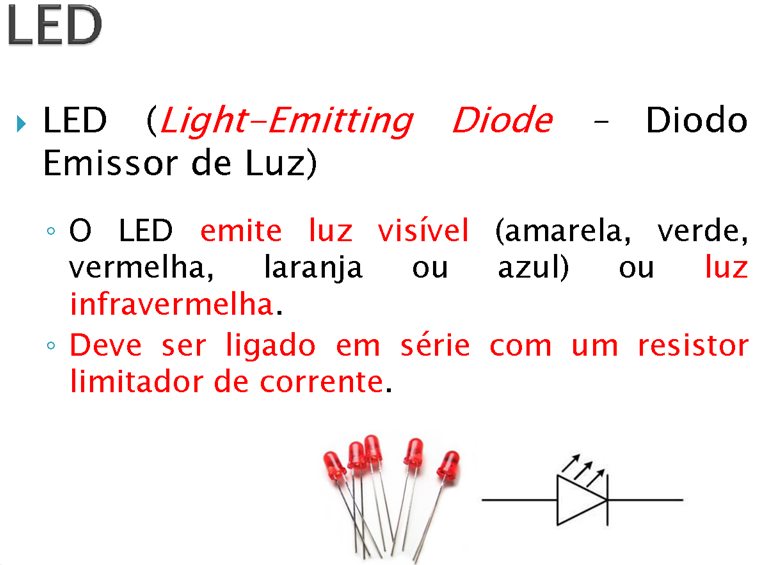 LED
LED (Light-Emitting Diode – Diodo
Emissor de Luz)
O LED emite luz visível (amarela, verde,
vermelha, laranja ou azul) ou luz
infravermelha.
Deve ser ligado em série com um resistor
limitador de corrente.